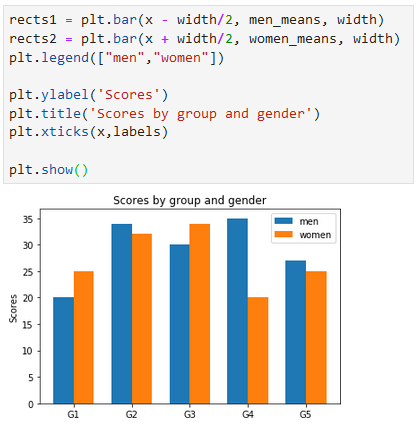 rects1 = plt.bar(x - width/2, men_means, width)
rects2 = plt.bar(x + width/2, women_means, width)
plt.legend(["men","women"])
plt.ylabel('Scores')
plt.title('Scores by group and gender')
plt.xticks(x,labels)
plt.show()
Scores by group and gender
men
women
35
30
25
20
15
10
5
0
Scores
G1 G2 G3 G4 G5